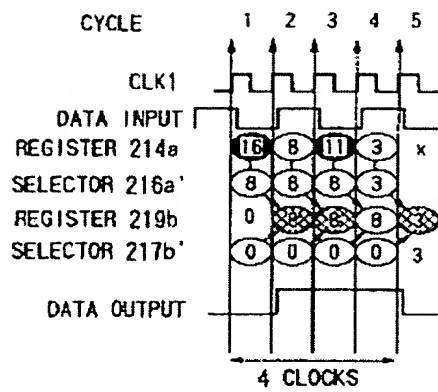 CYCLE 1 2 3 4 5
CLK1
DATA INPUT
REGISTER 214a 16 8 11 3 x
SELECTOR 216a' 8 8 8 3
REGISTER 219b 0 8 8 8
SELECTOR 217b' 0 0 0 0 3
DATA OUTPUT
4 CLOCKS